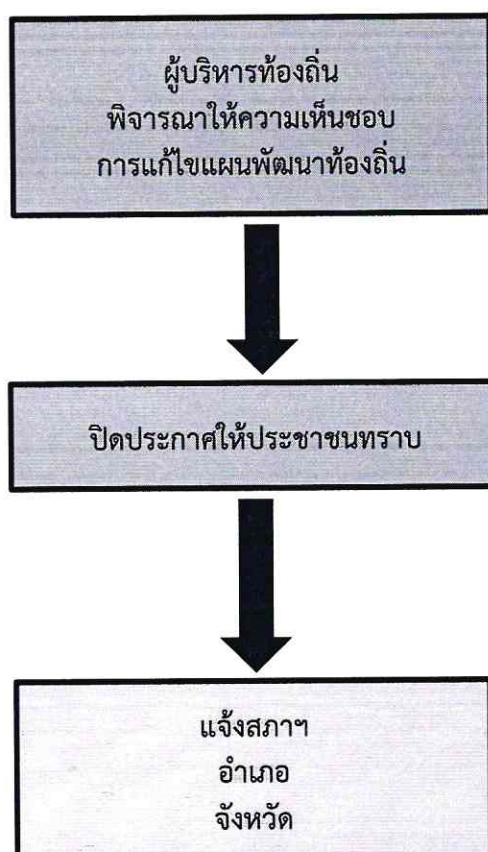 ผู้บริหารท้องถิ่น
พิจารณาให้ความเห็นชอบ
การแก้ไขแผนพัฒนาท้องถิ่น
ปิดประกาศให้ประชาชนทราบ
แจ้งสภาฯ
อำเภอ
จังหวัด